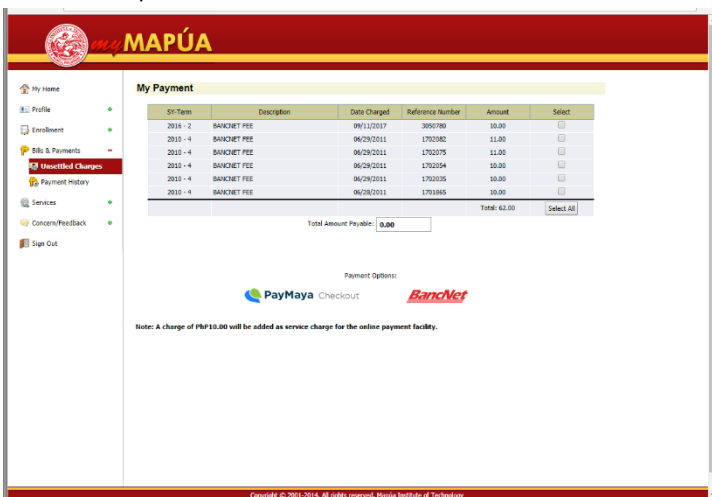 my MAPÚA
My Home
Profile
Enrollment
Bills & Payments
Unsettled Charges
Payment History
Services
Concern/Feedback
Sign Out
My Payment
SY-Term Description Date Charged Reference Number Amount Select
2016 - 2 BANCNET FEE 09/11/2017 3050780 10.00
2010 - 4 BANCNET FEE 06/29/2011 1702082 11.00
2010 - 4 BANCNET FEE 06/29/2011 1702075 11.00
2010 - 4 BANCNET FEE 06/29/2011 1702054 10.00
2010 - 4 BANCNET FEE 06/29/2011 1702035 10.00
2010 - 4 BANCNET FEE 06/28/2011 1701865 10.00
Total: 62.00 Select All
Total Amount Payable: 0.00
Payment Options:
PayMaya Checkout BancNet
Note: A charge of PhP10.00 will be added as service charge for the online payment facility.
Copyright © 2001-2014. All rights reserved. Mapúa Institute of Technology